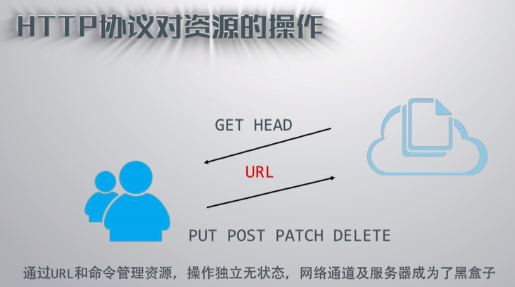 HTTP协议对资源的操作
GET HEAD
URL
PUT POST PATCH DELETE
通过URL和命令管理资源，操作独立无状态，网络通道及服务器成为了黑盒子